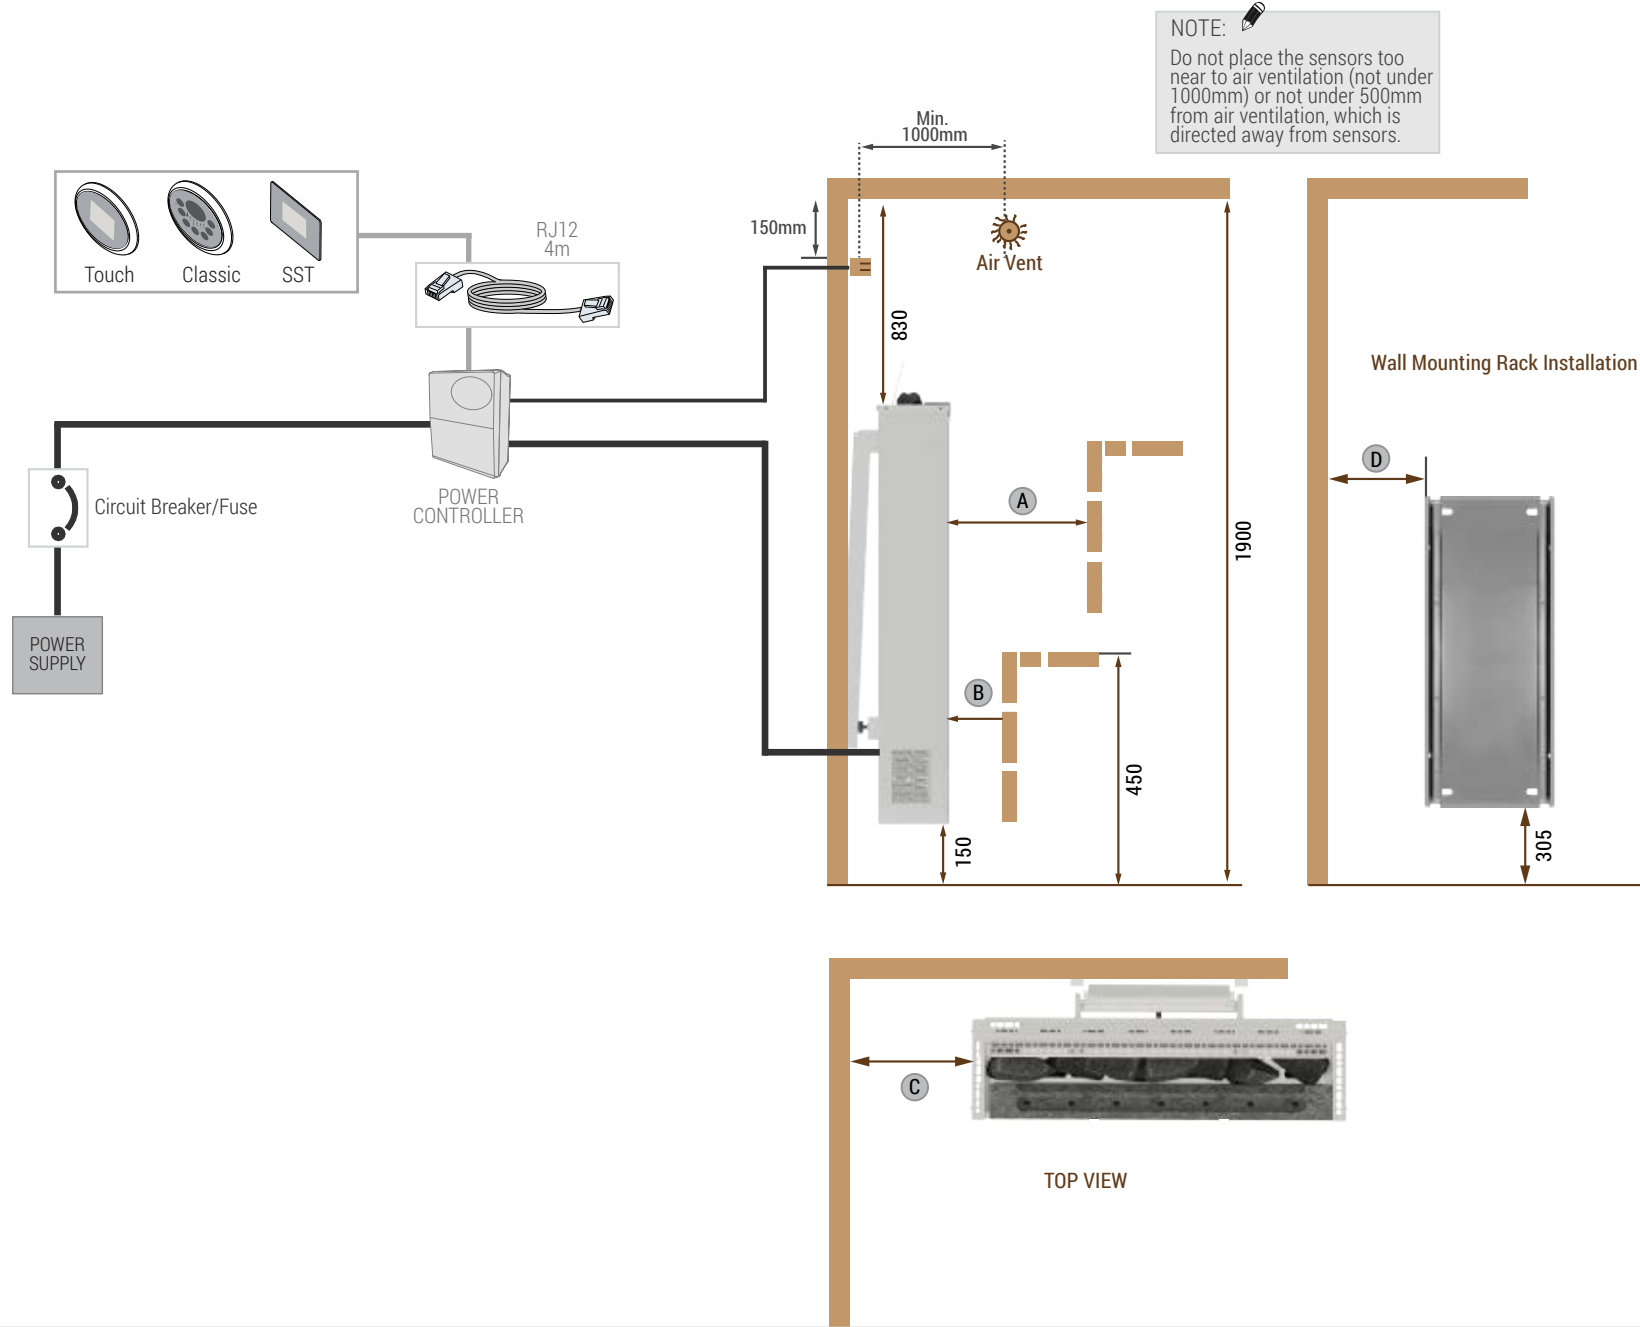 NOTE:
Do not place the sensors too
near to air ventilation (not under
1000mm) or not under 500mm
from air ventilation, which is
directed away from sensors.
Min.
1000mm
150mm
Air Vent
830
Touch
Classic
SST
RJ12
4m
POWER
CONTROLLER
Circuit Breaker/Fuse
POWER
SUPPLY
A
B
1900
450
150
Wall Mounting Rack Installation
D
305
C
TOP VIEW